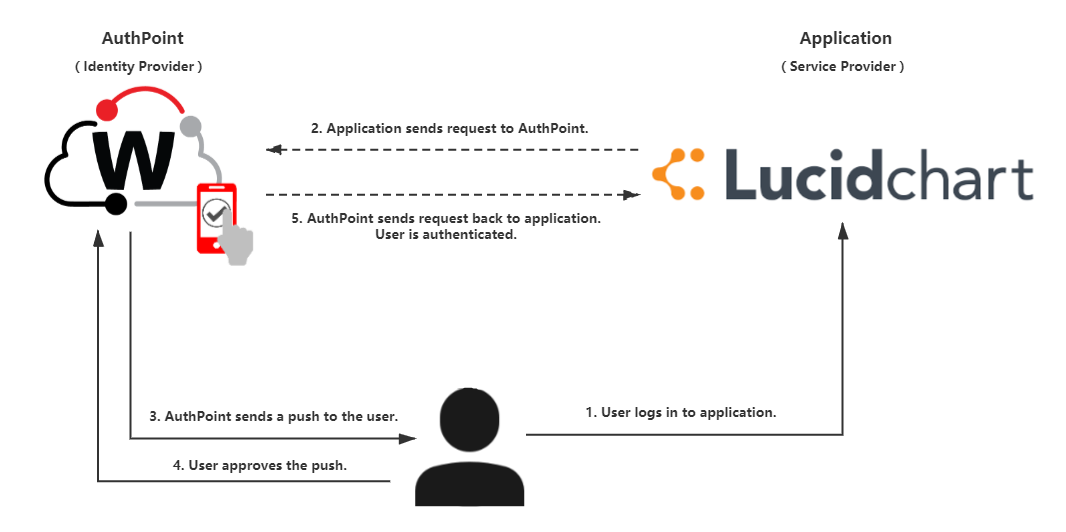 AuthPoint
( Identity Provider )
Application
( Service Provider )
W
2. Application sends request to AuthPoint.
Lucidchart
5. AuthPoint sends request back to application.
User is authenticated.
3. AuthPoint sends a push to the user.
1. User logs in to application.
4. User approves the push.